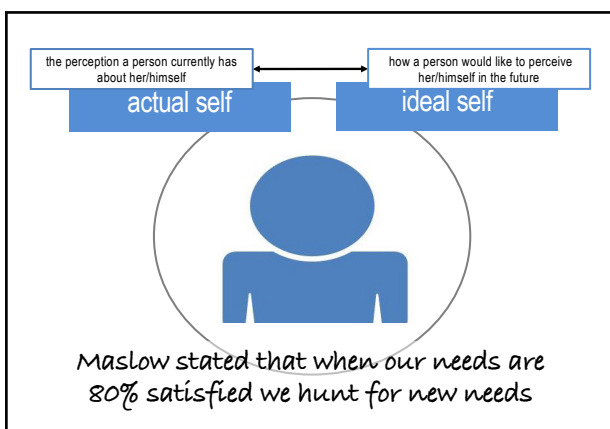 the perception a person currently has
about her/himself
how a person would like to perceive
her/himself in the future
actual self
ideal self
Maslow stated that when our needs are
80% satisfied we hunt for new needs